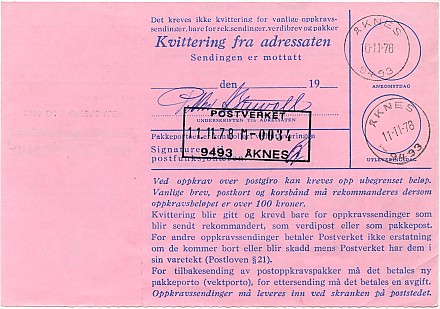 Det kreves ikke kvittering for vanlige oppkravs-
sendinger, bare for rek.sendinger, verdibrev og pakker
Kvittering fra adressaten
Sendingen er mottatt
den 19
UNDERSKRIFTEN TIL ADRESSATEN
POSTVERKET
11.11.78 M-0034
9493 ÅKNES
Signature
ÅKNES
11-78
9493
ANKOMSTDAG
ÅKNES
11-11-78
9493
UTLEVERINGSDAG
Ved oppkrav over postgiro kan kreves opp ubegrenset beløp.
Vanlige brev, postkort og korsbånd må rekommanderes dersom
oppkravsbeløpet er over 100 kroner.
Kvittering blir gitt og krevd bare for oppkravssendinger som
blir sendt rekommandert, som verdipost eller som pakkepost.
For andre oppkravssendinger betaler Postverket ikke erstatning
om de kommer bort eller blir skadd mens Postverket har dem i
sin varetekt (Postloven §21).
For tilbakesending av postoppkravspakker må det betales ny
pakkeporto (vektporto), for ettersending må det betales en avgift.
Oppkravssendinger må leveres inn ved skranken på poststedet.